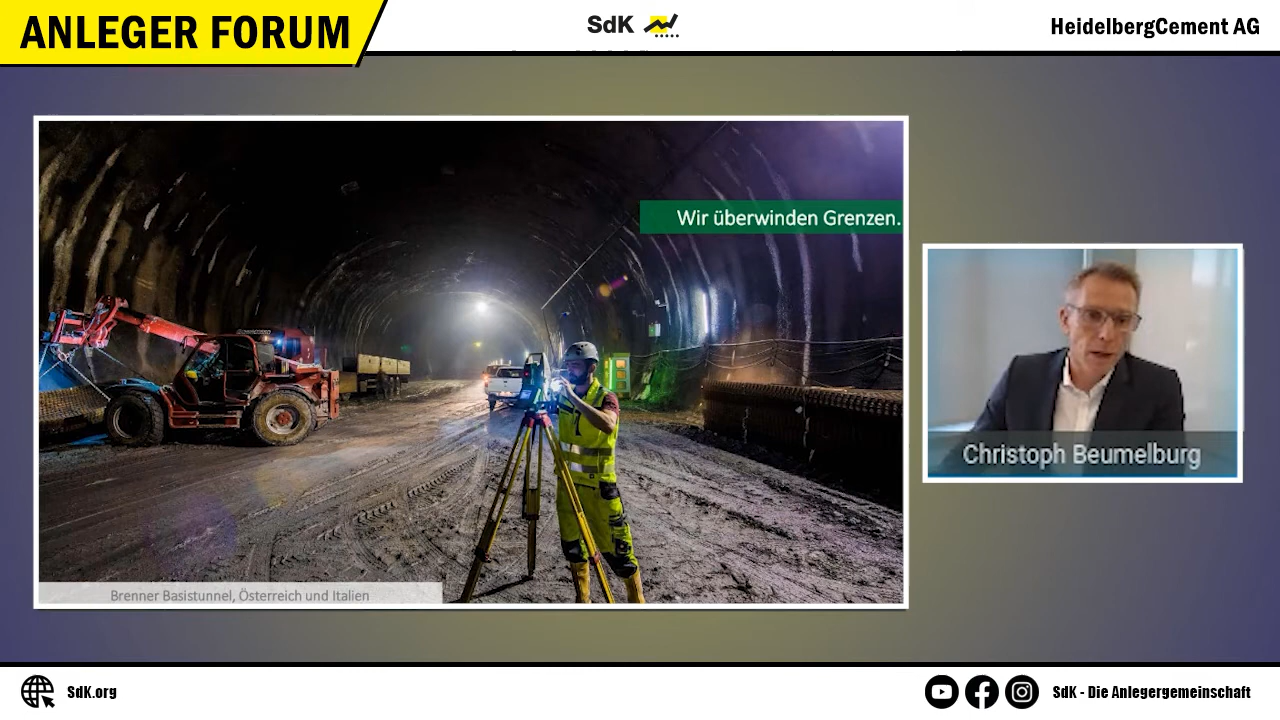 ANLEGER FORUM
SdK
HeidelbergCement AG
Wir überwinden Grenzen.
Christoph Beumelburg
Brenner Basistunnel, Österreich und Italien
SdK.org
SdK - Die Anlegergemeinschaft